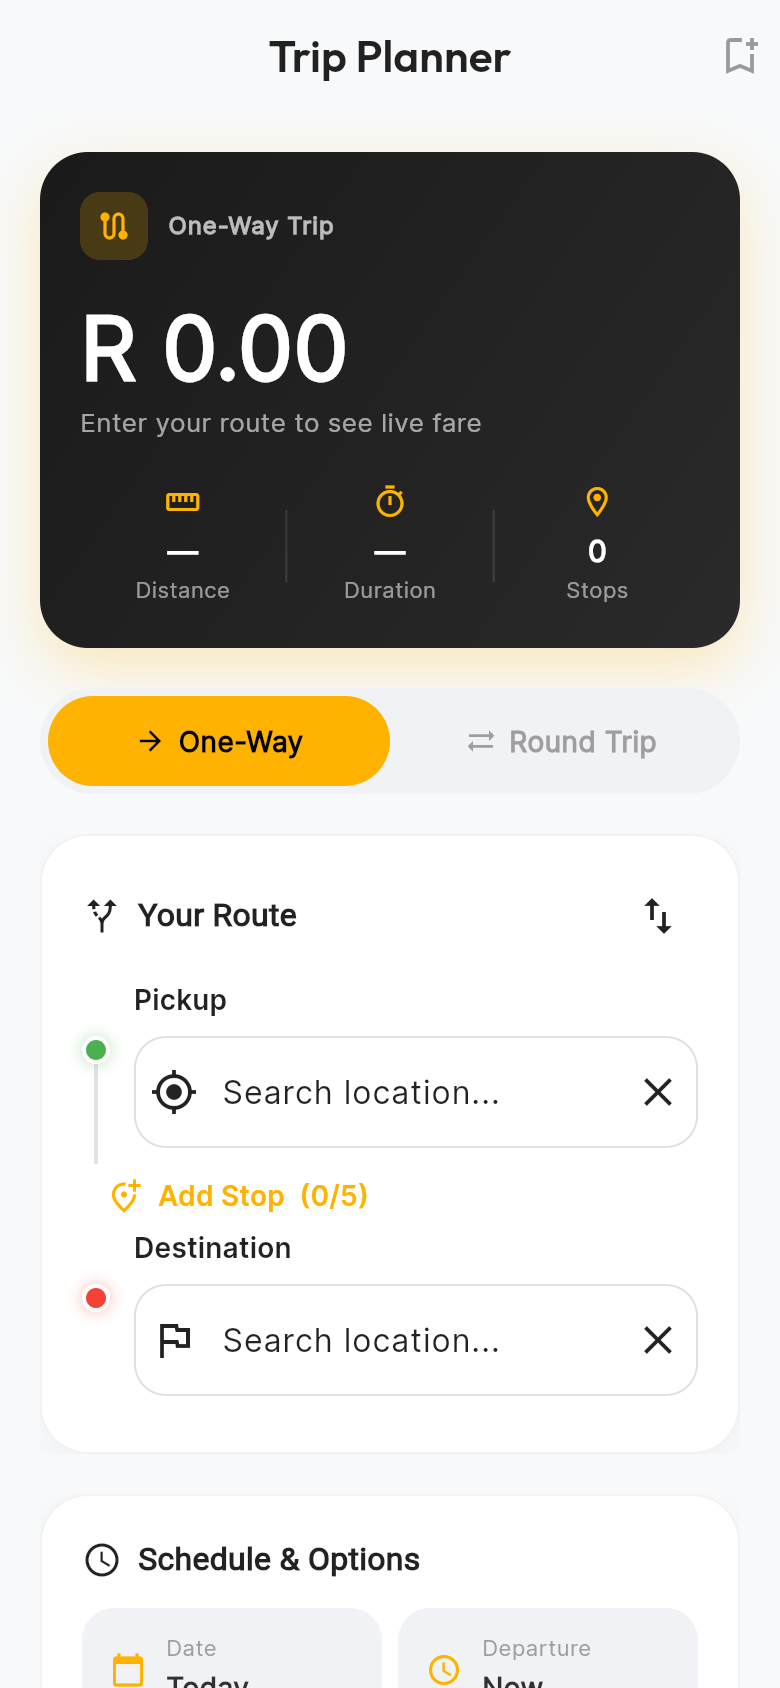 Trip Planner
One-Way Trip
R 0.00
Enter your route to see live fare
— — 0
Distance Duration Stops
One-Way Round Trip
Your Route
Pickup
Search location...
Add Stop (0/5)
Destination
Search location...
Schedule & Options
Date Departure
Today Now